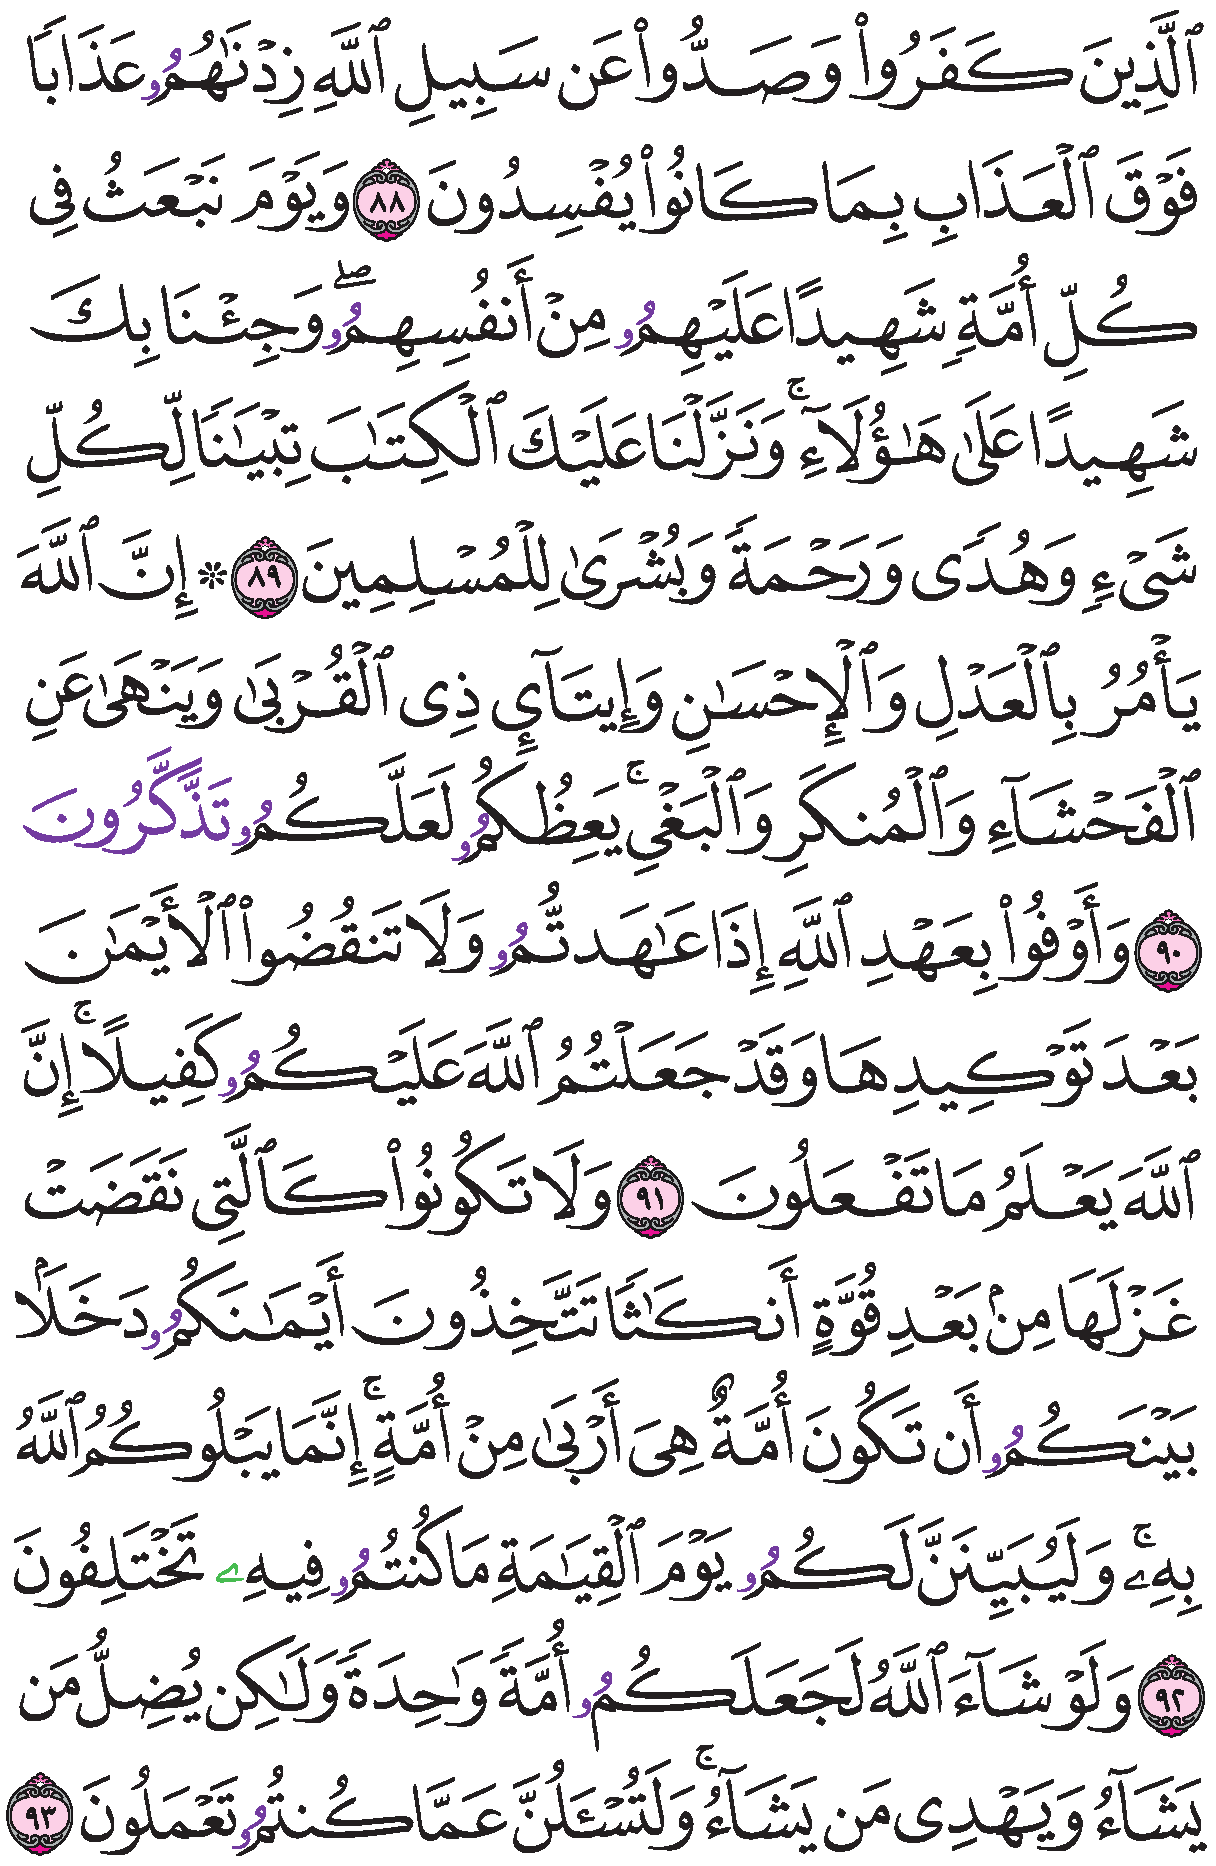 ٱلَّذِينَ كَفَرُوا۟ وَصَدُّوا۟ عَن سَبِيلِ ٱللَّهِ زِدْنَٰهُمُۥ عَذَابًا
فَوْقَ ٱلْعَذَابِ بِمَا كَانُوا۟ يُفْسِدُونَ ٨٨ وَيَوْمَ نَبْعَثُ فِى
كُلِّ أُمَّةٍ شَهِيدًا عَلَيْهِمُۥ مِنْ أَنفُسِهِمُۥ ۖ وَجِئْنَا بِكَ
شَهِيدًا عَلَىٰ هَٰٓؤُلَآءِ ۚ وَنَزَّلْنَا عَلَيْكَ ٱلْكِتَٰبَ تِبْيَٰنًا لِّكُلِّ
شَىْءٍ وَهُدًى وَرَحْمَةً وَبُشْرَىٰ لِلْمُسْلِمِينَ ٨٩ ۞ إِنَّ ٱللَّهَ
يَأْمُرُ بِٱلْعَدْلِ وَٱلْإِحْسَٰنِ وَإِيتَآئِ ذِى ٱلْقُرْبَىٰ وَيَنْهَىٰ عَنِ
ٱلْفَحْشَآءِ وَٱلْمُنكَرِ وَٱلْبَغْىِ ۚ يَعِظُكُمُۥ لَعَلَّكُمُۥ تَذَّكَّرُونَ
٩٠ وَأَوْفُوا۟ بِعَهْدِ ٱللَّهِ إِذَا عَٰهَدتُّمُۥ وَلَا تَنقُضُوا۟ ٱلْأَيْمَٰنَ
بَعْدَ تَوْكِيدِهَا وَقَدْ جَعَلْتُمُ ٱللَّهَ عَلَيْكُمُۥ كَفِيلًا ۚ إِنَّ
ٱللَّهَ يَعْلَمُ مَا تَفْعَلُونَ ٩١ وَلَا تَكُونُوا۟ كَٱلَّتِى نَقَضَتْ
غَزْلَهَا مِنۢ بَعْدِ قُوَّةٍ أَنكَٰثًا تَتَّخِذُونَ أَيْمَٰنَكُمُۥ دَخَلًۢا
بَيْنَكُمُۥ أَن تَكُونَ أُمَّةٌ هِىَ أَرْبَىٰ مِنْ أُمَّةٍ ۚ إِنَّمَا يَبْلُوكُمُ ٱللَّهُ
بِهِۦ ۚ وَلَيُبَيِّنَنَّ لَكُمُۥ يَوْمَ ٱلْقِيَٰمَةِ مَا كُنتُمُۥ فِيهِۦ تَخْتَلِفُونَ
٩٢ وَلَوْ شَآءَ ٱللَّهُ لَجَعَلَكُمُۥ أُمَّةً وَٰحِدَةً وَلَٰكِن يُضِلُّ مَن
يَشَآءُ وَيَهْدِى مَن يَشَآءُ ۚ وَلَتُسْـَٔلُنَّ عَمَّا كُنتُمُۥ تَعْمَلُونَ ٩٣